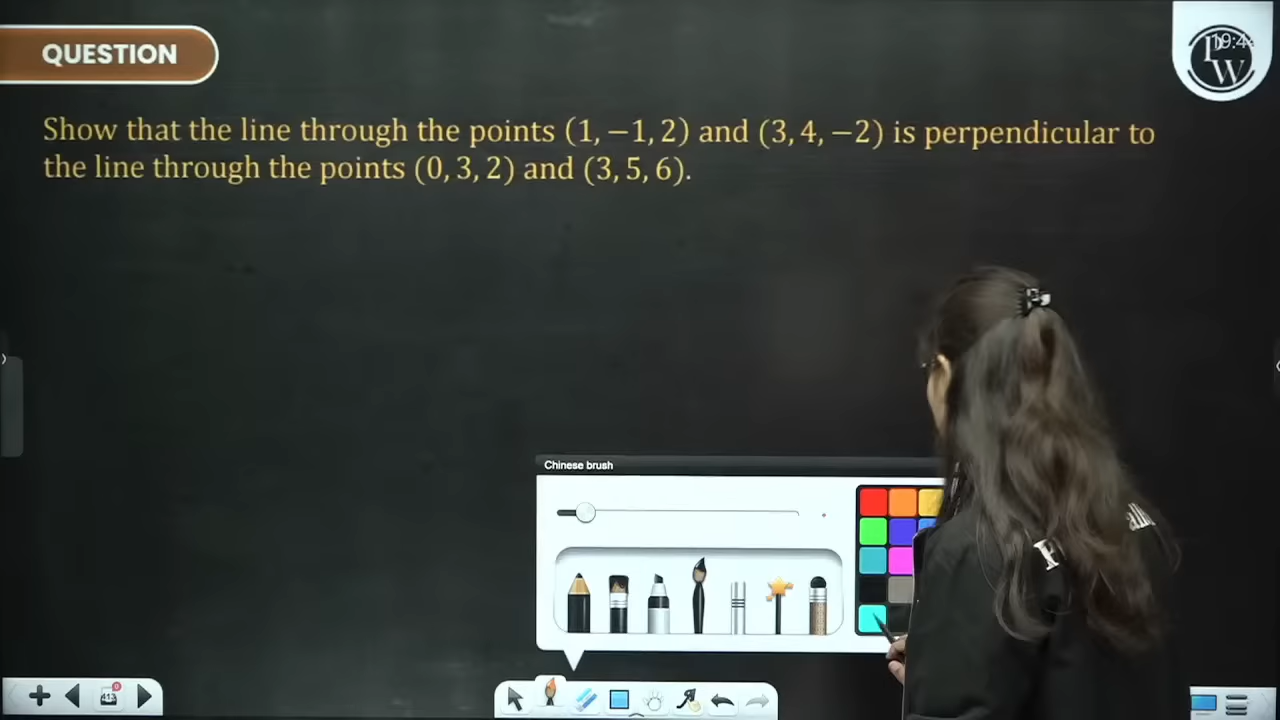 QUESTION
Show that the line through the points (1, −1, 2) and (3, 4, −2) is perpendicular to
the line through the points (0, 3, 2) and (3, 5, 6).
Chinese brush